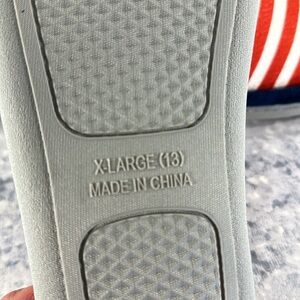 X-LARGE (13)
MADE IN CHINA